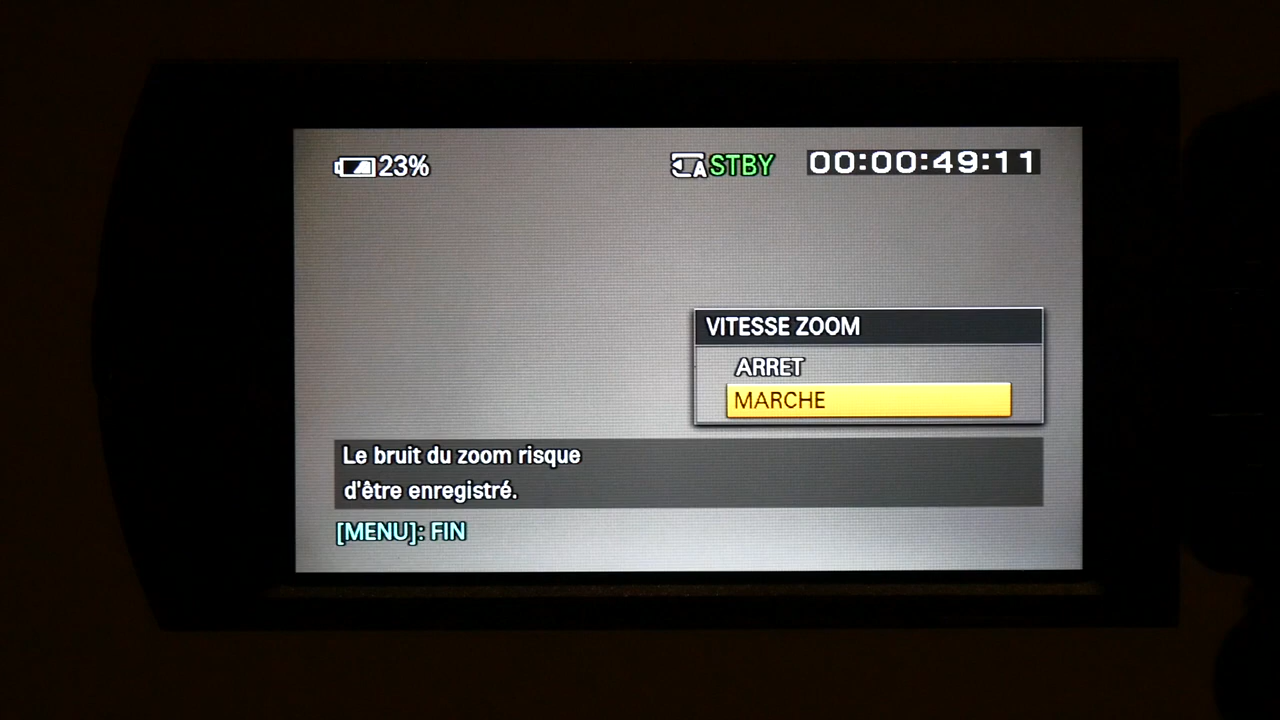 23%
A STBY 00:00:49:11
VITESSE ZOOM
ARRET
MARCHE
Le bruit du zoom risque
d'être enregistré.
[MENU]: FIN